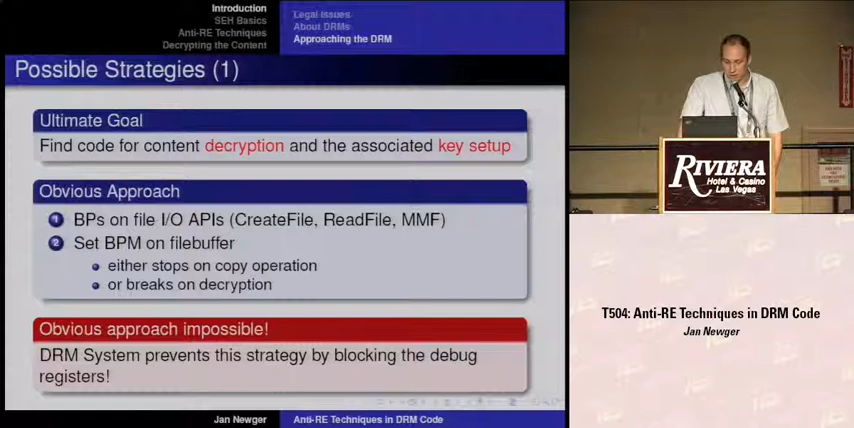 Introduction
SEH Basics
Anti-RE Techniques
Decrypting the Content
Legal Issues
About DRMs
Approaching the DRM
Possible Strategies (1)
Ultimate Goal
Find code for content decryption and the associated key setup
Obvious Approach
1 BPs on file I/O APIs (CreateFile, ReadFile, MMF)
2 Set BPM on filebuffer
either stops on copy operation
or breaks on decryption
Obvious approach impossible!
DRM System prevents this strategy by blocking the debug
registers!
Jan Newger
Anti-RE Techniques in DRM Code
RIVIERA
Hotel & Casino
Las Vegas
T504: Anti-RE Techniques in DRM Code
Jan Newger